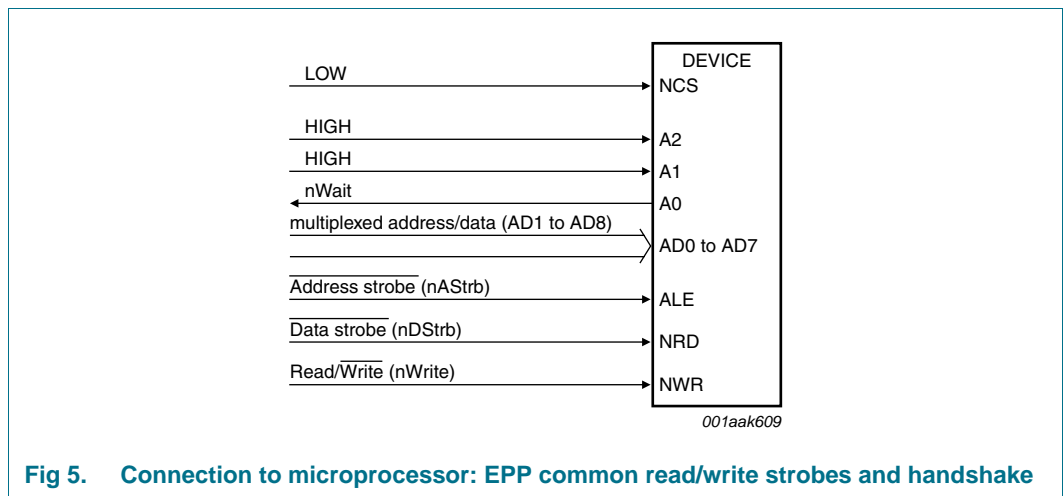 DEVICE
LOW
NCS
HIGH
A2
HIGH
A1
nWait
A0
multiplexed address/data (AD1 to AD8)
AD0 to AD7
Address strobe (nAStrb)
ALE
Data strobe (nDStrb)
NRD
Read/Write (nWrite)
NWR
001aak609
Fig 5. Connection to microprocessor: EPP common read/write strobes and handshake